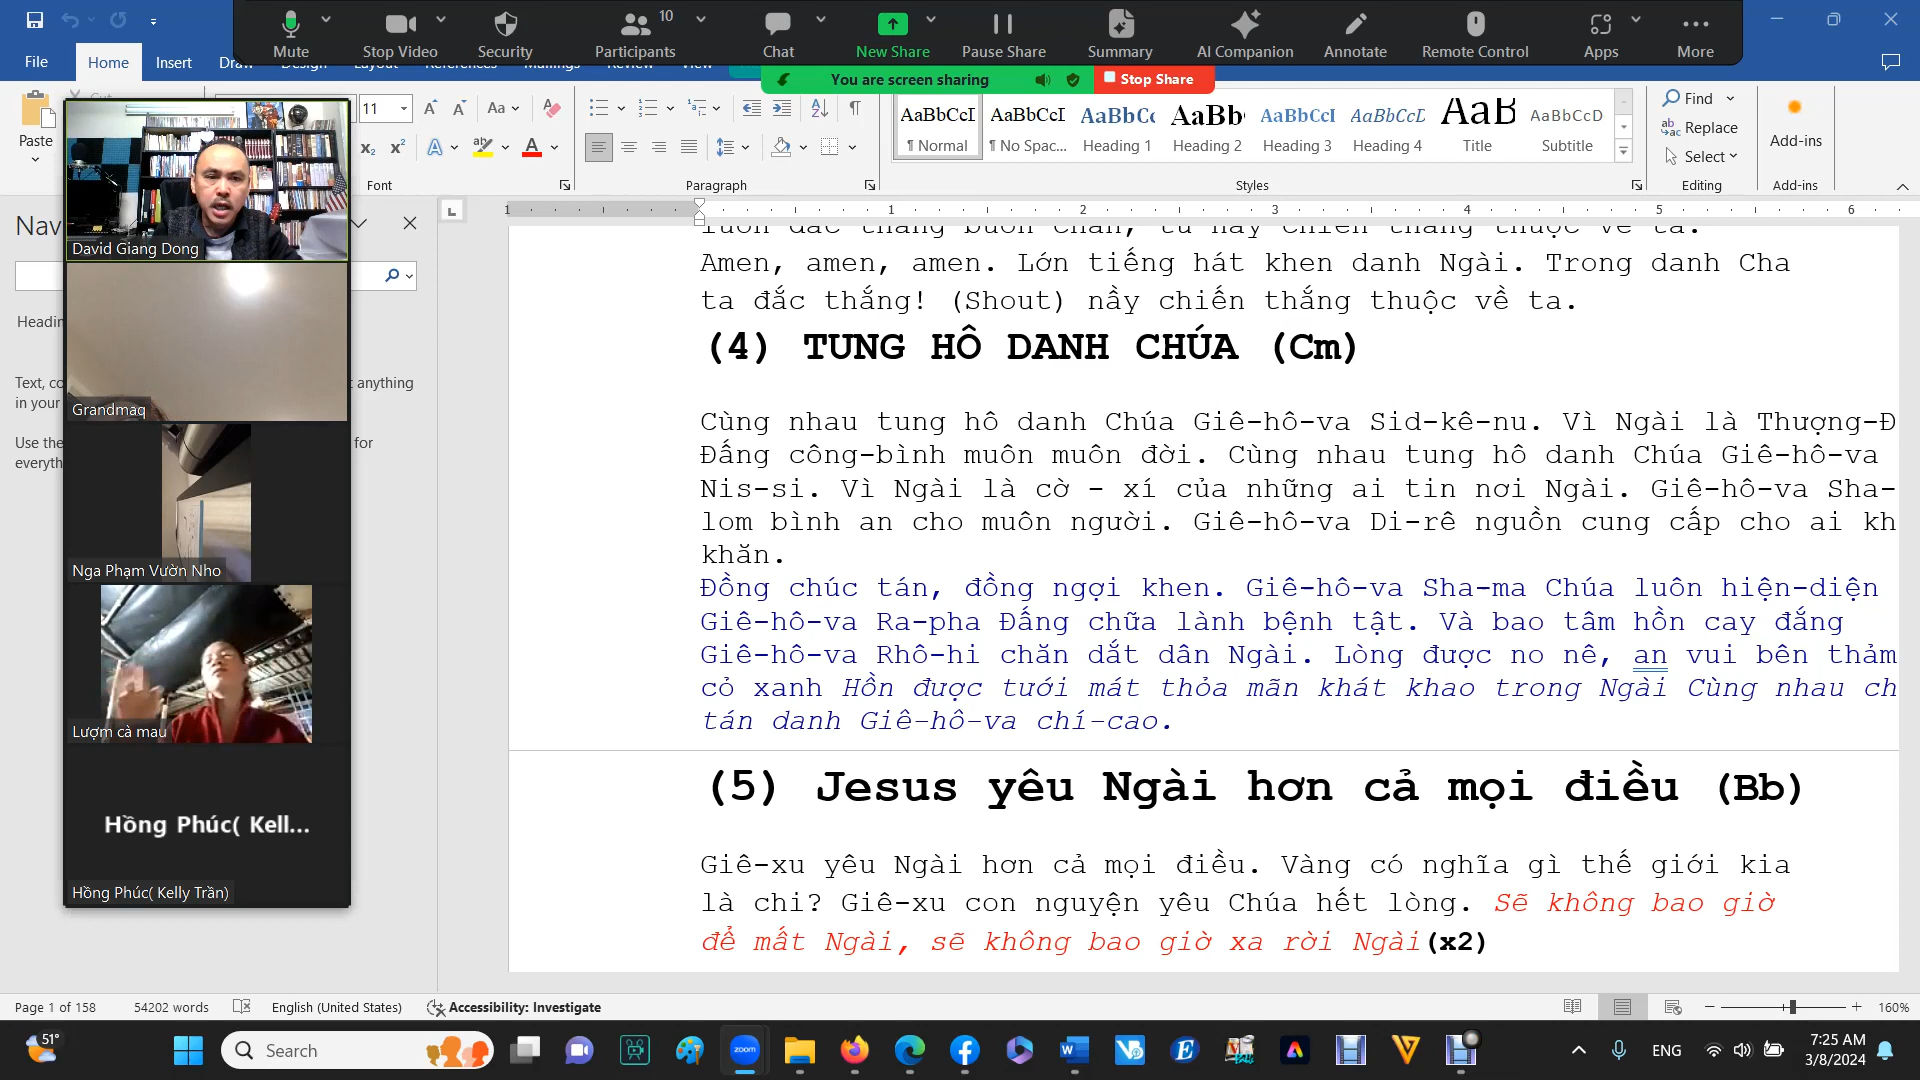 Mute
Stop Video
Security
Participants
10
Chat
New Share
Pause Share
Summary
AI Companion
Annotate
Remote Control
Apps
More
You are screen sharing
Stop Share
File
Home
Insert
Paste
11
Aa
Font
Paragraph
AaBbCcI
¶ Normal
AaBbCcI
¶ No Spac...
AaBbCc
Heading 1
AaBb
Heading 2
AaBbCcI
Heading 3
AaBbCcD
Heading 4
AaB
Title
AaBbCcD
Subtitle
Styles
Find
Replace
Select
Editing
Add-ins
Add-ins
David Giang Dong
Grandmaq
Nga Phạm Vườn Nho
Lượm cà mau
Hồng Phúc( Kell...
Hồng Phúc( Kelly Trần)
anything
in your
for
1 1 2 3 4 5 6
Amen, amen, amen. Lớn tiếng hát khen danh Ngài. Trong danh Cha
ta đắc thắng! (Shout) nầy chiến thắng thuộc về ta.
(4) TUNG HÔ DANH CHÚA (Cm)
Cùng nhau tung hô danh Chúa Giê-hô-va Sid-kê-nu. Vì Ngài là Thượng-Đ
Đấng công-bình muôn muôn đời. Cùng nhau tung hô danh Chúa Giê-hô-va
Nis-si. Vì Ngài là cờ - xí của những ai tin nơi Ngài. Giê-hô-va Sha-
lom bình an cho muôn người. Giê-hô-va Di-rê nguồn cung cấp cho ai kh
khăn.
Đồng chúc tán, đồng ngợi khen. Giê-hô-va Sha-ma Chúa luôn hiện-diện
Giê-hô-va Ra-pha Đấng chữa lành bệnh tật. Và bao tâm hồn cay đắng
Giê-hô-va Rhô-hi chăn dắt dân Ngài. Lòng được no nê, an vui bên thảm
cỏ xanh Hồn được tưới mát thỏa mãn khát khao trong Ngài Cùng nhau ch
tán danh Giê-hô-va chí-cao.
(5) Jesus yêu Ngài hơn cả mọi điều (Bb)
Giê-xu yêu Ngài hơn cả mọi điều. Vàng có nghĩa gì thế giới kia
là chi? Giê-xu con nguyện yêu Chúa hết lòng. Sẽ không bao giờ
để mất Ngài, sẽ không bao giờ xa rời Ngài(x2)
Page 1 of 158
54202 words
English (United States)
Accessibility: Investigate
160%
51°
Search
zoom
ENG
7:25 AM
3/8/2024